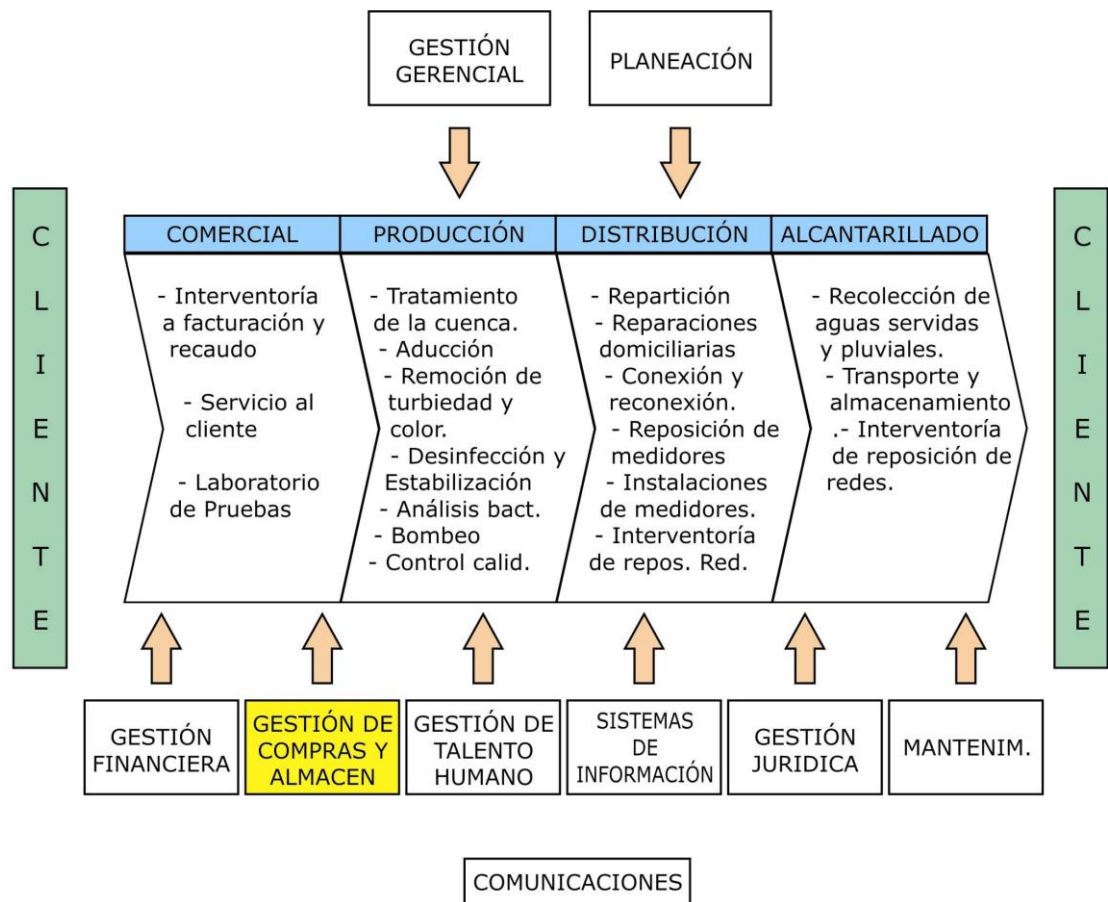 GESTIÓN
GERENCIAL
PLANEACIÓN
C
L
I
E
N
T
E
COMERCIAL
- Interventoría
a facturación y
recaudo
- Servicio al
cliente
- Laboratorio
de Pruebas
PRODUCCIÓN
- Tratamiento
de la cuenca.
- Aducción
- Remoción de
turbiedad y
color.
- Desinfección y
Estabilización
- Análisis bact.
- Bombeo
- Control calid.
DISTRIBUCIÓN
- Repartición
- Reparaciones
domiciliarias
- Conexión y
reconexión.
- Reposición de
medidores
- Instalaciones
de medidores.
- Interventoría
de repos. Red.
ALCANTARILLADO
- Recolección de
aguas servidas
y pluviales.
- Transporte y
almacenamiento
.- Interventoría
de reposición de
redes.
C
L
I
E
N
T
E
GESTIÓN
FINANCIERA
GESTIÓN DE
COMPRAS Y
ALMACEN
GESTIÓN DE
TALENTO
HUMANO
SISTEMAS
DE
INFORMACIÓN
GESTIÓN
JURIDICA
MANTENIM.
COMUNICACIONES